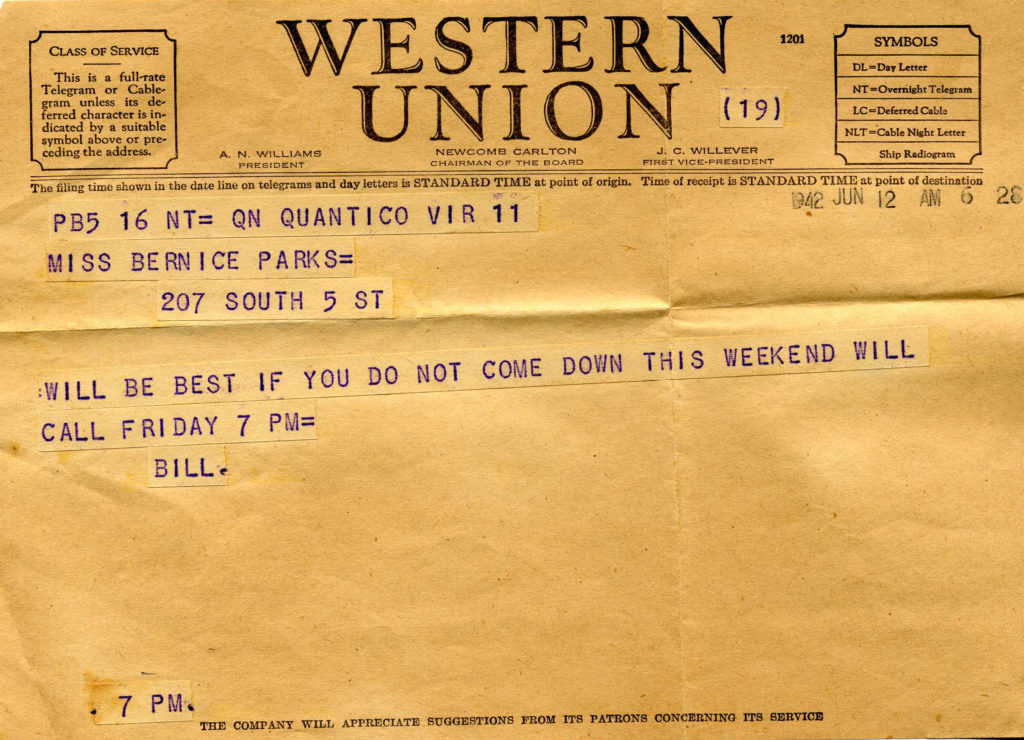 CLASS OF SERVICE
This is a full-rate
Telegram or Cable-
gram unless its de-
ferred character is in-
dicated by a suitable
symbol above or pre-
ceding the address.
WESTERN
UNION
1201
(19)
A. N. WILLIAMS
PRESIDENT
NEWCOMB CARLTON
CHAIRMAN OF THE BOARD
J. C. WILLEVER
FIRST VICE-PRESIDENT
SYMBOLS
DL=Day Letter
NT=Overnight Telegram
LC=Deferred Cable
NLT=Cable Night Letter
Ship Radiogram
The filing time shown in the date line on telegrams and day letters is STANDARD TIME at point of origin. Time of receipt is STANDARD TIME at point of destination
1942 JUN 12 AM 6 28
PB5 16 NT= QN QUANTICO VIR 11
MISS BERNICE PARKS=
207 SOUTH 5 ST
:WILL BE BEST IF YOU DO NOT COME DOWN THIS WEEKEND WILL
CALL FRIDAY 7 PM=
BILL.
7 PM.
THE COMPANY WILL APPRECIATE SUGGESTIONS FROM ITS PATRONS CONCERNING ITS SERVICE